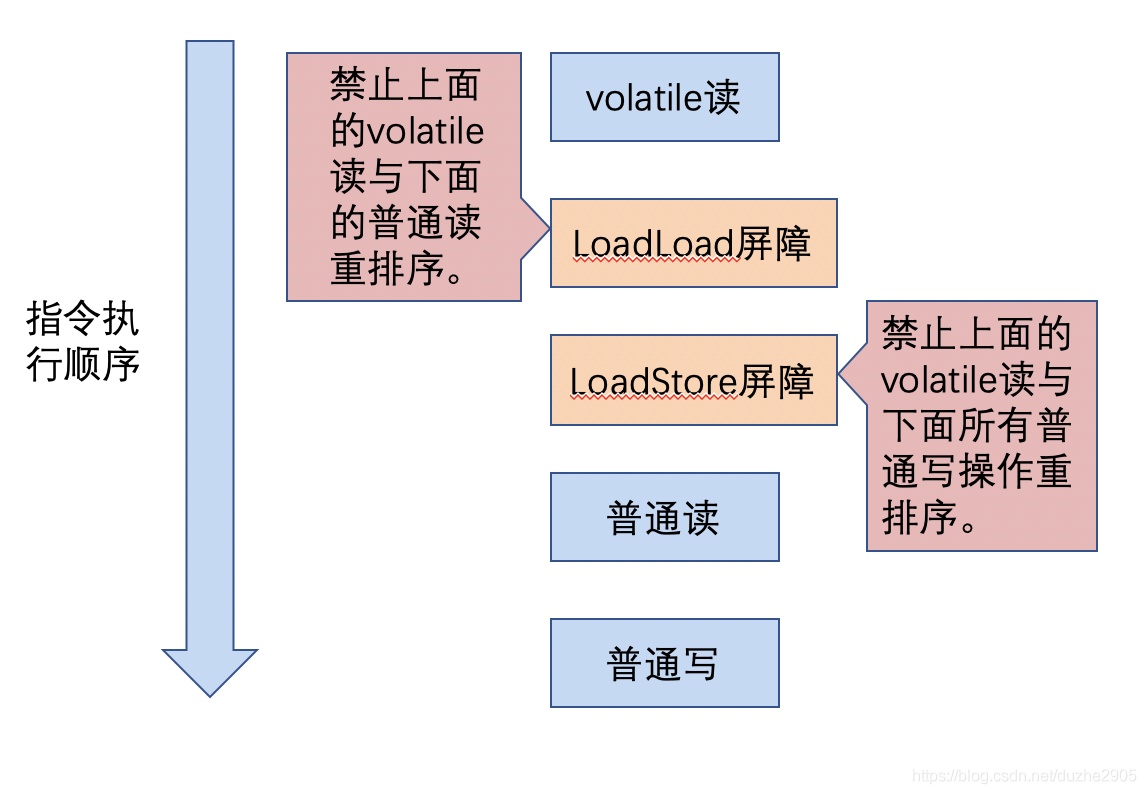 禁止上面
的volatile
读与下面
的普通读
重排序。
volatile读
LoadLoad屏障
指令执
行顺序
LoadStore屏障
禁止上面的
volatile读与
下面所有普
通写操作重
排序。
普通读
普通写
https://blog.csdn.net/duzhe2905